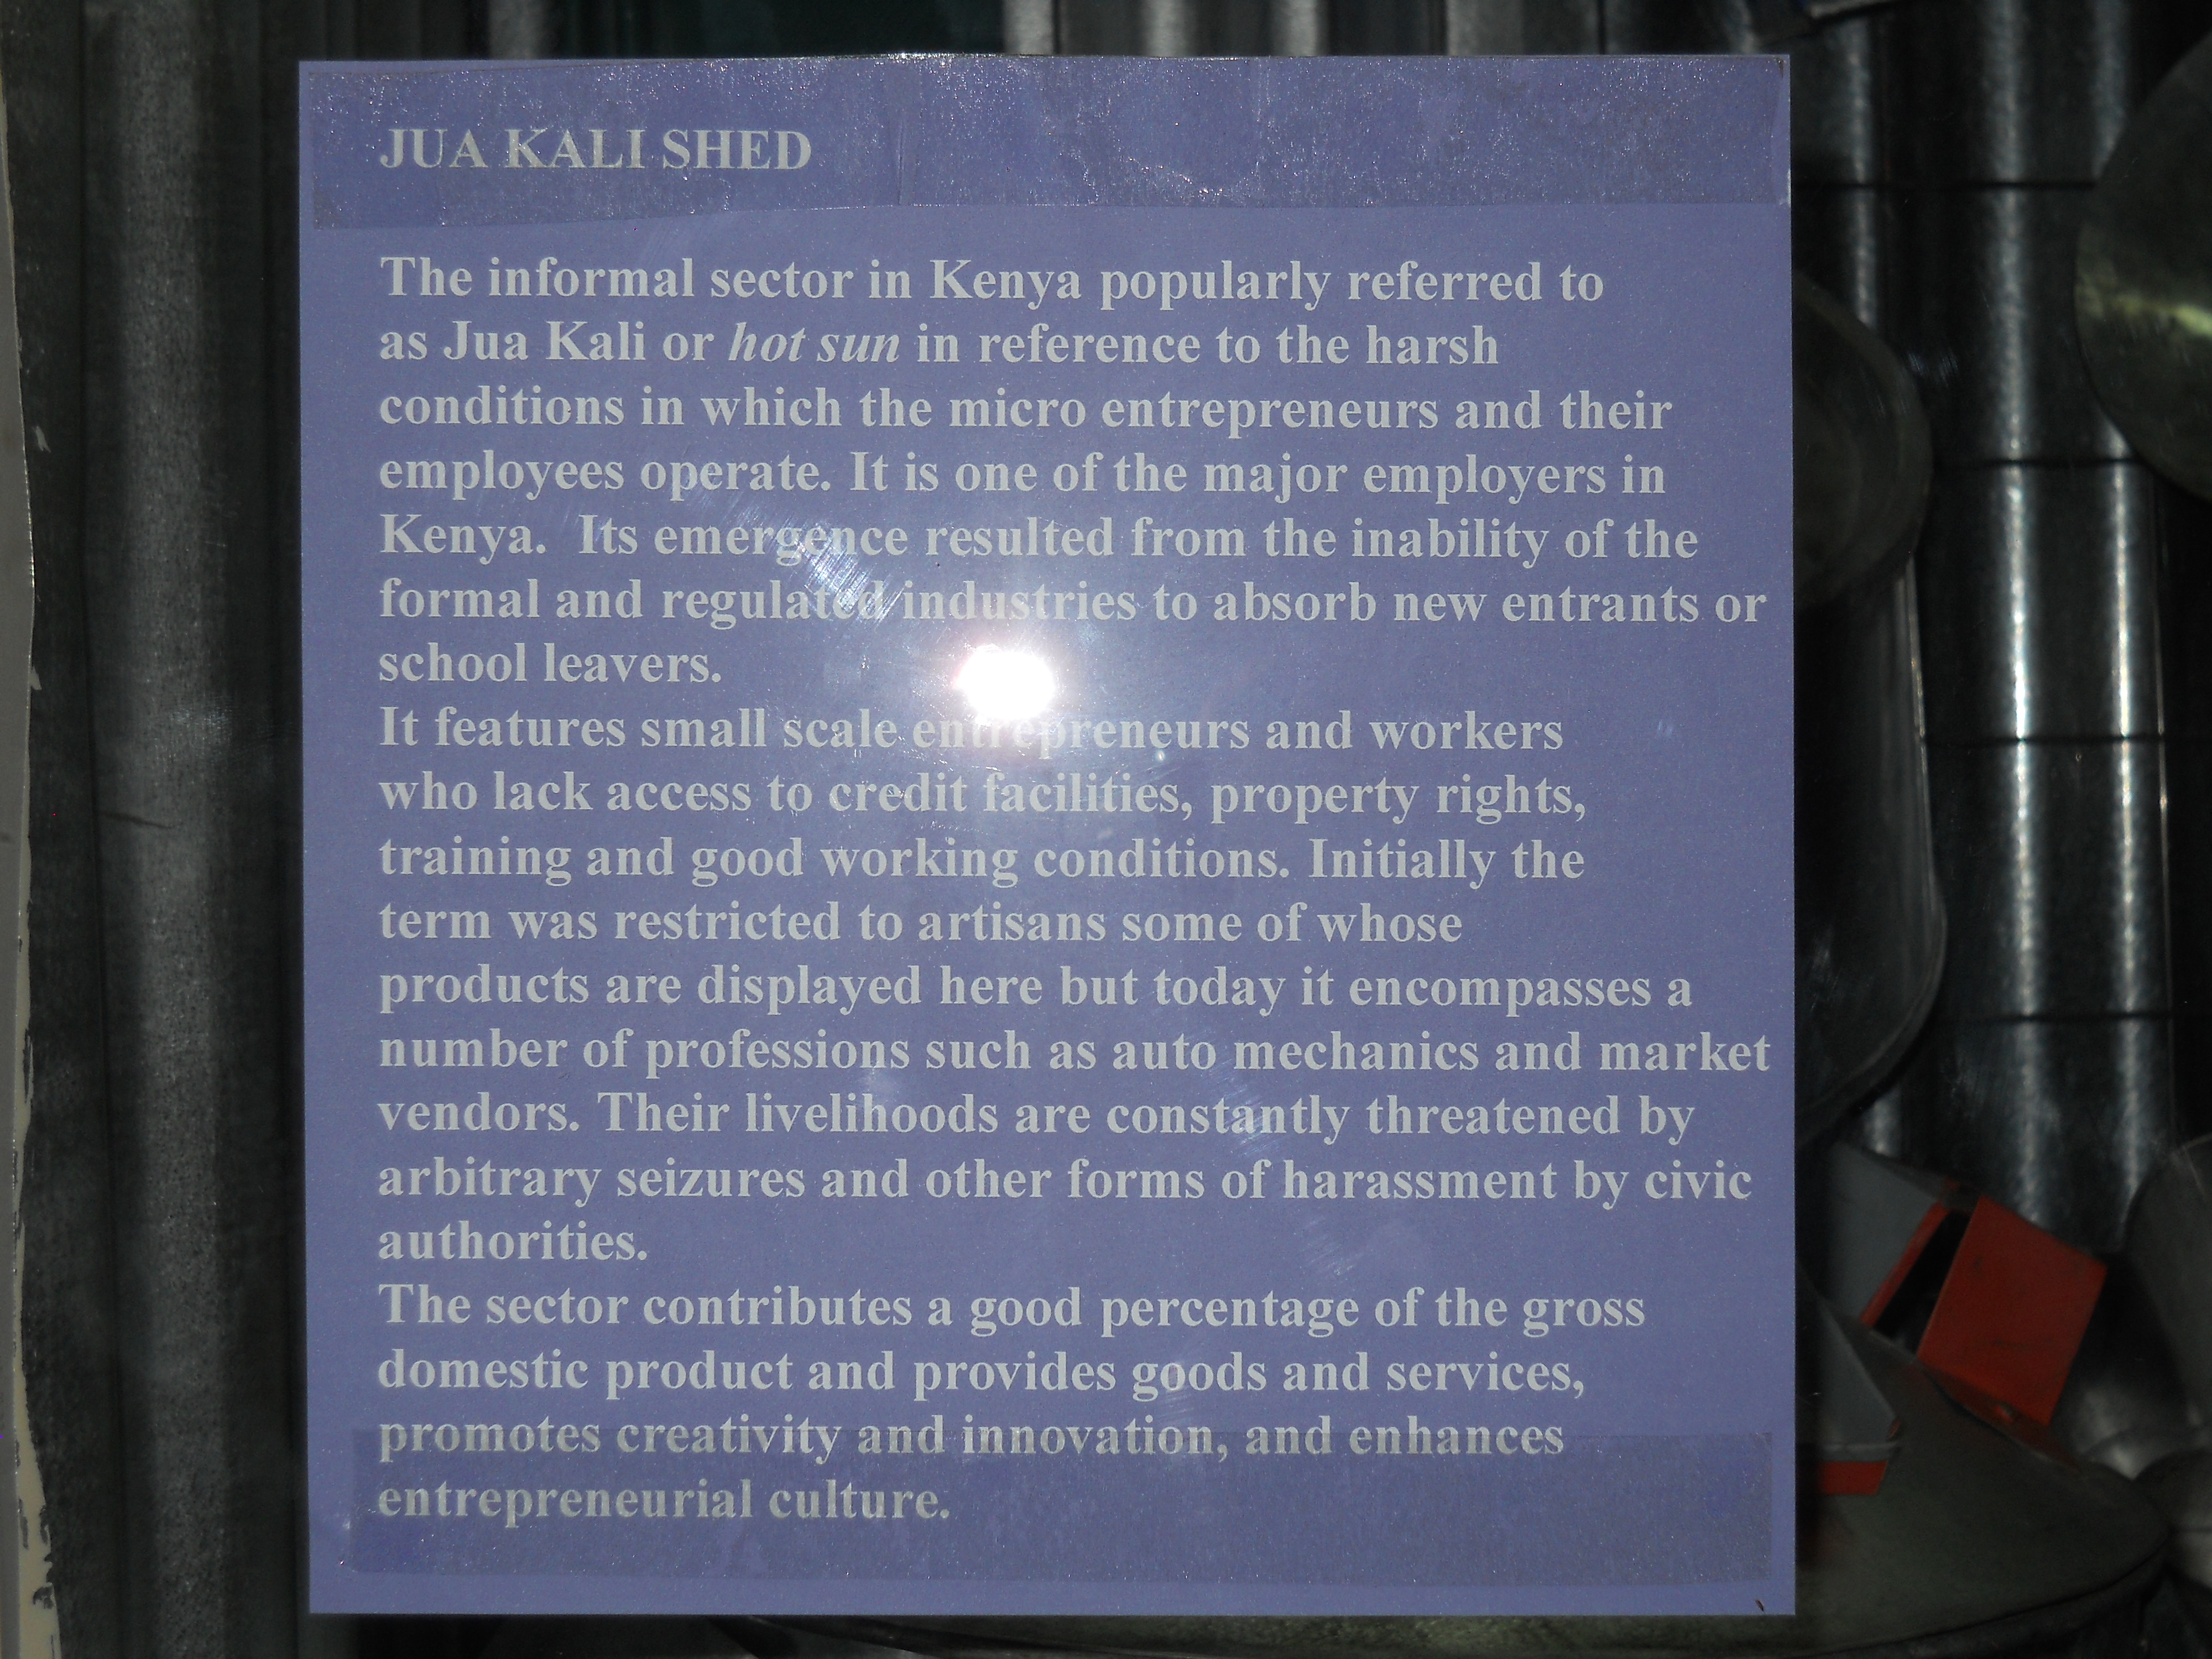 JUA KALI SHED
The informal sector in Kenya popularly referred to
as Jua Kali or hot sun in reference to the harsh
conditions in which the micro entrepreneurs and their
employees operate. It is one of the major employers in
Kenya.  Its emergence resulted from the inability of the
formal and regulated industries to absorb new entrants or
school leavers.
It features small scale entrepreneurs and workers
who lack access to credit facilities, property rights,
training and good working conditions. Initially the
term was restricted to artisans some of whose
products are displayed here but today it encompasses a
number of professions such as auto mechanics and market
vendors. Their livelihoods are constantly threatened by
arbitrary seizures and other forms of harassment by civic
authorities.
The sector contributes a good percentage of the gross
domestic product and provides goods and services,
promotes creativity and innovation, and enhances
entrepreneurial culture.